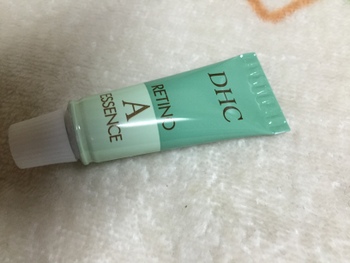 DHC
RETINO
A
ESSENCE